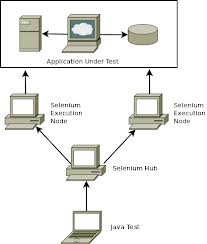 Application Under Test
Selenium
Execution
Node
Selenium
Execution
Node
Selenium Hub
Java Test